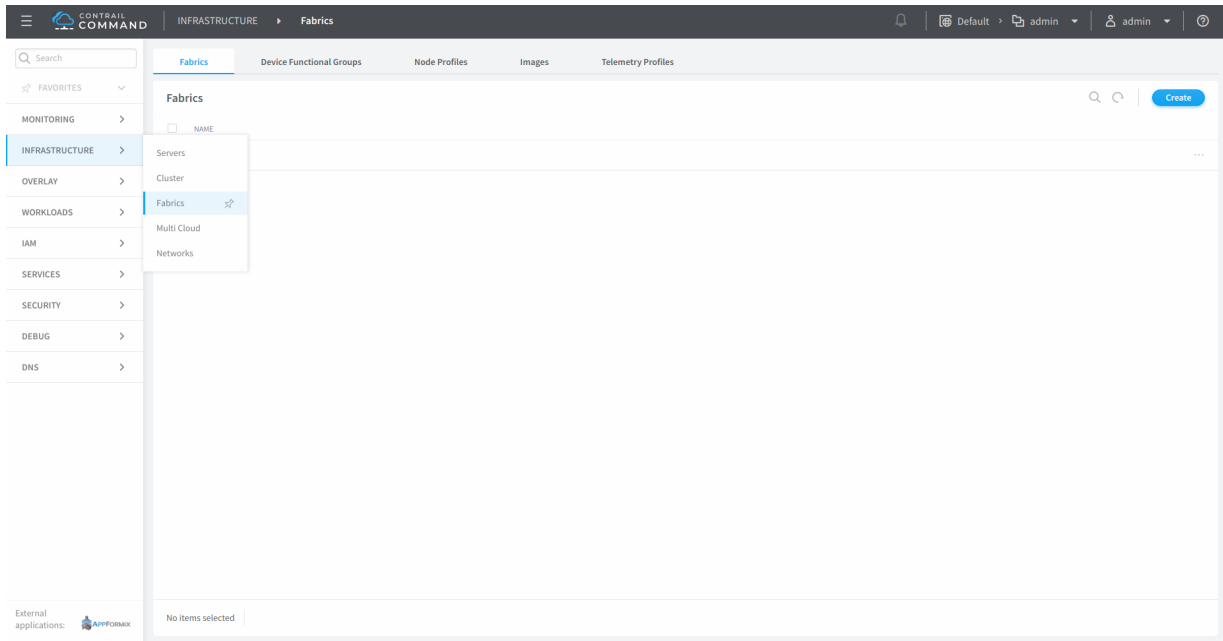 CONTRAIL
COMMAND
INFRASTRUCTURE Fabrics
Default admin admin
Search
FAVORITES
MONITORING
INFRASTRUCTURE
OVERLAY
WORKLOADS
IAM
SERVICES
SECURITY
DEBUG
DNS
External
applications: APPFORMIX
Fabrics Device Functional Groups Node Profiles Images Telemetry Profiles
Fabrics
Create
NAME
Servers
Cluster
Fabrics
Multi Cloud
Networks
No items selected